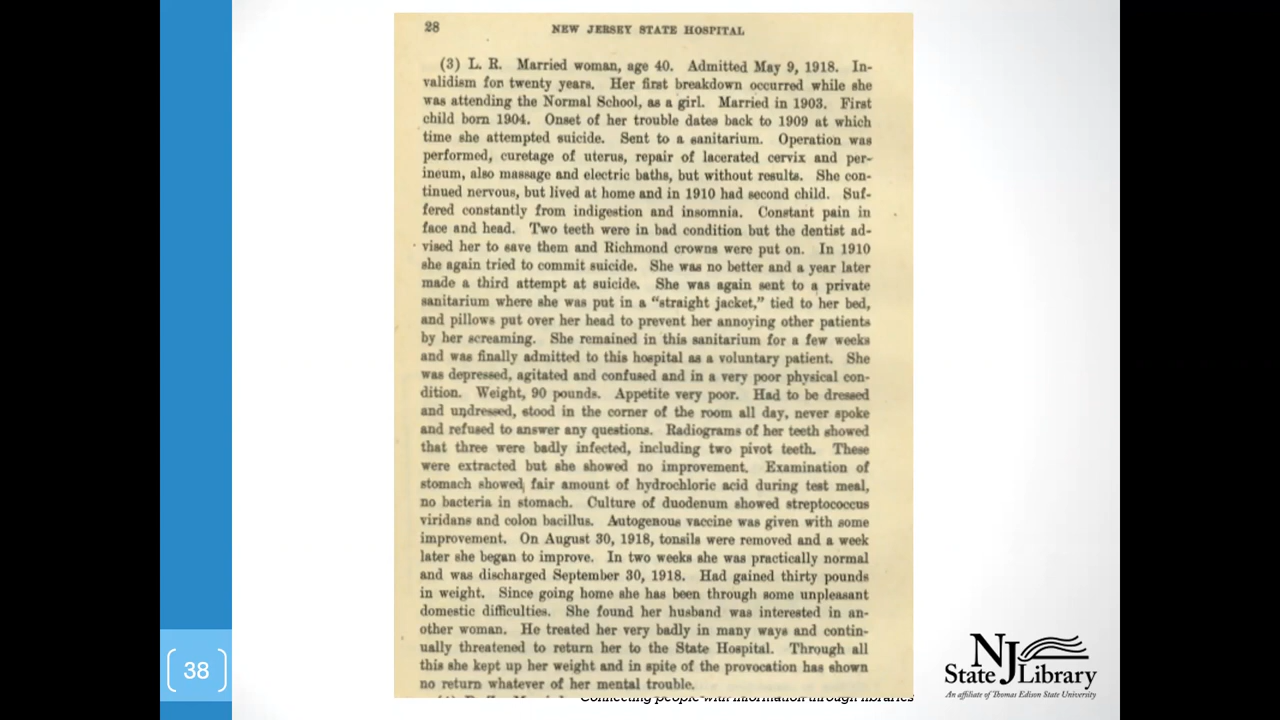 28 NEW JERSEY STATE HOSPITAL
(3) L. R. Married woman, age 40. Admitted May 9, 1918. In-
validism for twenty years. Her first breakdown occurred while she
was attending the Normal School, as a girl. Married in 1903. First
child born 1904. Onset of her trouble dates back to 1909 at which
time she attempted suicide. Sent to a sanitarium. Operation was
performed, curetage of uterus, repair of lacerated cervix and per-
ineum, also massage and electric baths, but without results. She con-
tinued nervous, but lived at home and in 1910 had second child. Suf-
fered constantly from indigestion and insomnia. Constant pain in
face and head. Two teeth were in bad condition but the dentist ad-
vised her to save them and Richmond crowns were put on. In 1910
she again tried to commit suicide. She was no better and a year later
made a third attempt at suicide. She was again sent to a private
sanitarium where she was put in a “straight jacket,” tied to her bed,
and pillows put over her head to prevent her annoying other patients
by her screaming. She remained in this sanitarium for a few weeks
and was finally admitted to this hospital as a voluntary patient. She
was depressed, agitated and confused and in a very poor physical con-
dition. Weight, 90 pounds. Appetite very poor. Had to be dressed
and undressed, stood in the corner of the room all day, never spoke
and refused to answer any questions. Radiograms of her teeth showed
that three were badly infected, including two pivot teeth. These
were extracted but she showed no improvement. Examination of
stomach showed fair amount of hydrochloric acid during test meal,
no bacteria in stomach. Culture of duodenum showed streptococcus
viridans and colon bacillus. Autogenous vaccine was given with some
improvement. On August 30, 1918, tonsils were removed and a week
later she began to improve. In two weeks she was practically normal
and was discharged September 30, 1918. Had gained thirty pounds
in weight. Since going home she has been through some unpleasant
domestic difficulties. She found her husband was interested in an-
other woman. He treated her very badly in many ways and contin-
ually threatened to return her to the State Hospital. Through all
this she kept up her weight and in spite of the provocation has shown
no return whatever of her mental trouble.
Connecting people with information through libraries
38
NJ
State Library
An affiliate of Thomas Edison State University